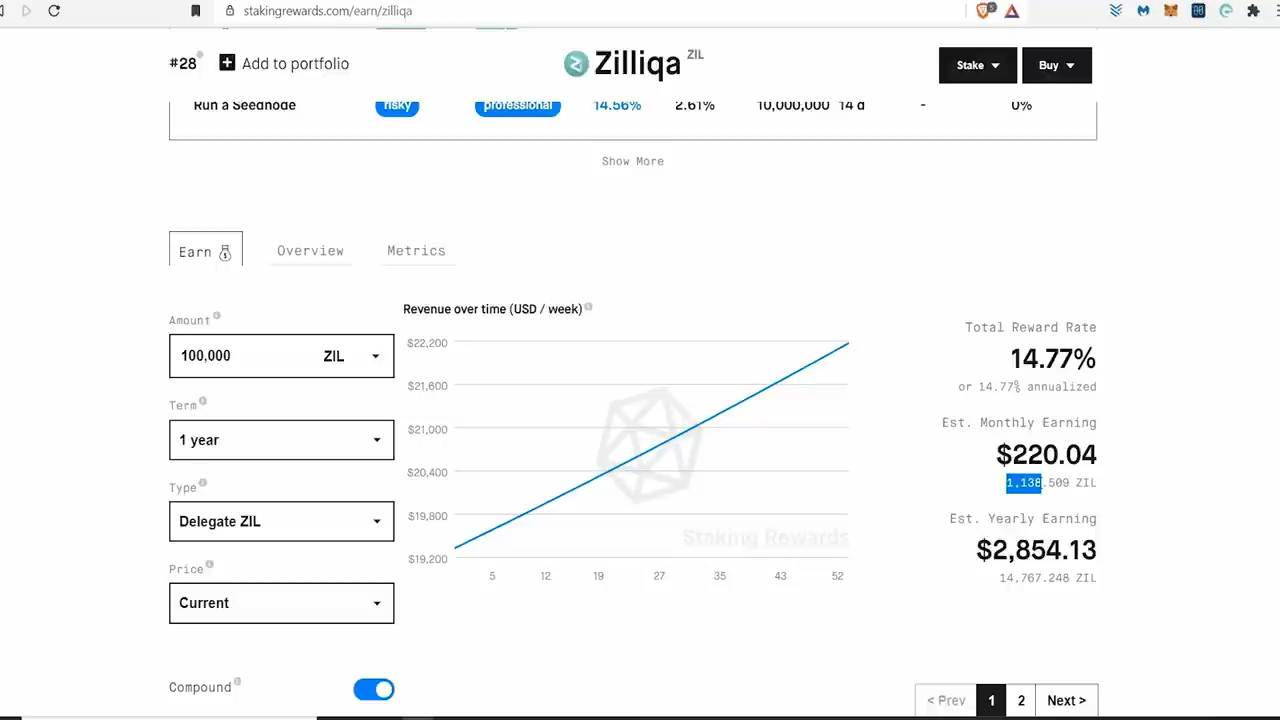 stakingrewards.com/earn/zilliqa
#28
Add to portfolio
Zilliqa ZIL
Stake
Buy
Run a Seednode risky professional 14.56% 2.61% 10,000,000 14 d - 0%
Show More
Earn
Overview
Metrics
Amount
100,000 ZIL
Term
1 year
Type
Delegate ZIL
Price
Current
Compound
Revenue over time (USD / week)
$22,200
$21,600
$21,000
$20,400
$19,800
$19,200
5 12 19 27 35 43 52
Staking Rewards
Total Reward Rate
14.77%
or 14.77% annualized
Est. Monthly Earning
$220.04
1,138.509 ZIL
Est. Yearly Earning
$2,854.13
14,767.248 ZIL
< Prev 1 2 Next >